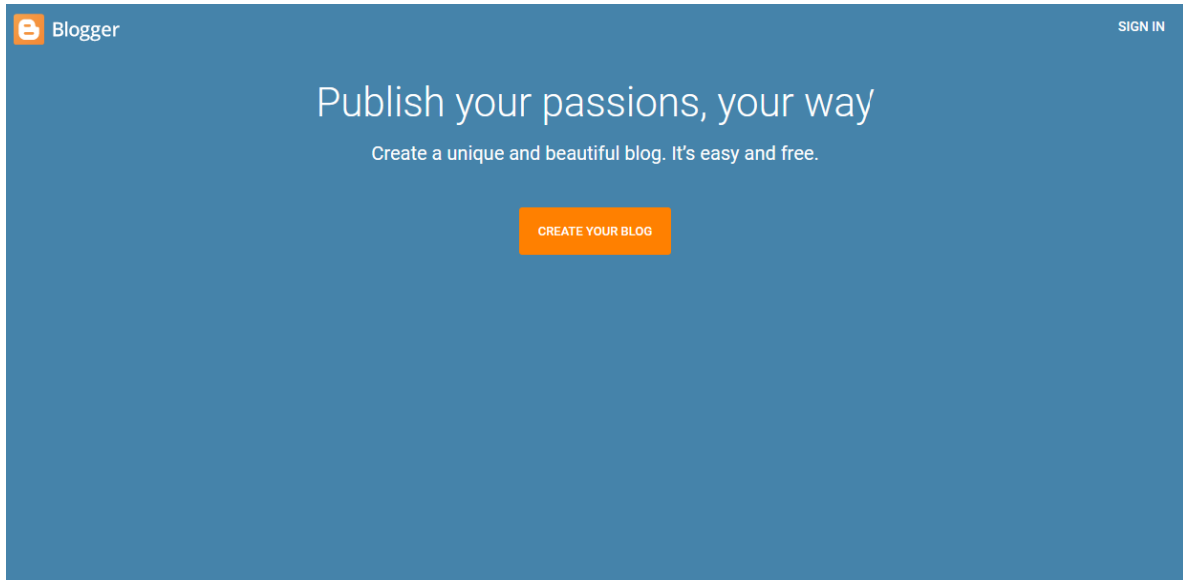 Blogger
SIGN IN
Publish your passions, your way
Create a unique and beautiful blog. It’s easy and free.
CREATE YOUR BLOG